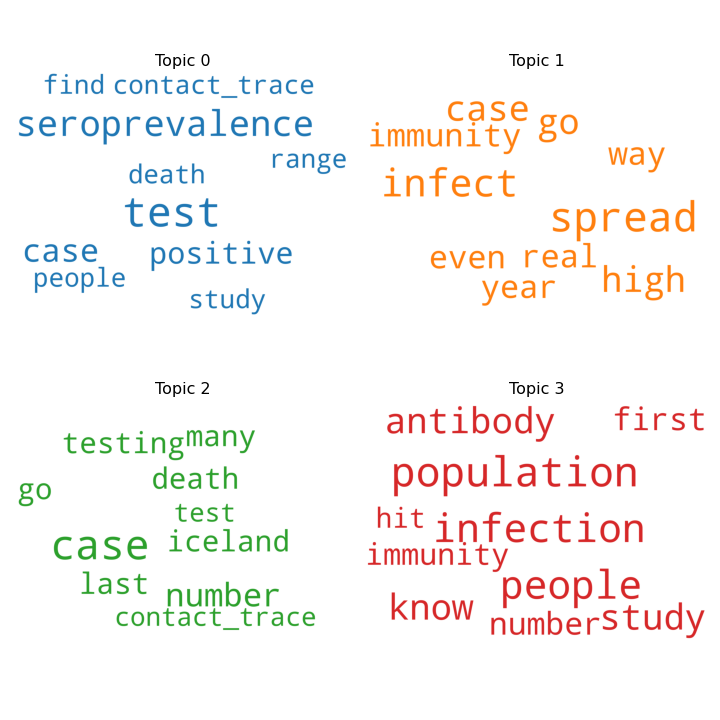 Topic 0
find contact_trace
seroprevalence
range
death
test
case positive
people
study
Topic 1
case go
immunity
way
infect
spread
even real
year high
Topic 2
testing many
death
go
test
case iceland
last number
contact_trace
Topic 3
antibody first
population
hit infection
immunity
people
know
number study